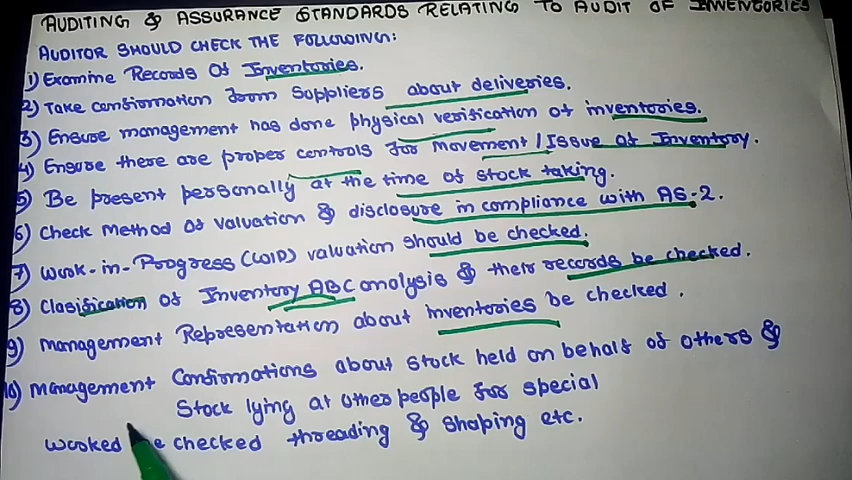 AUDITING & ASSURANCE STANDARDS RELATING TO AUDIT OF INVENTORIES
AUDITOR SHOULD CHECK THE FOLLOWING:
1) Examine Records Of Inventories.
2) Take confirmation from suppliers about deliveries.
3) Ensure management has done physical verification of inventories.
4) Ensure there are proper controls for movement / Issue of Inventory.
5) Be present personally at the time of stock taking.
6) Check Method of valuation & disclosure in compliance with AS-2.
7) Work-in-Progress (WIP) valuation should be checked.
8) Clasification of Inventory ABC analysis & their records be checked.
9) Management Representation about inventories be checked.
10) Management Confirmations about stock held on behalf of others &
Stock lying at other people for special
worked be checked threading & shaping etc.